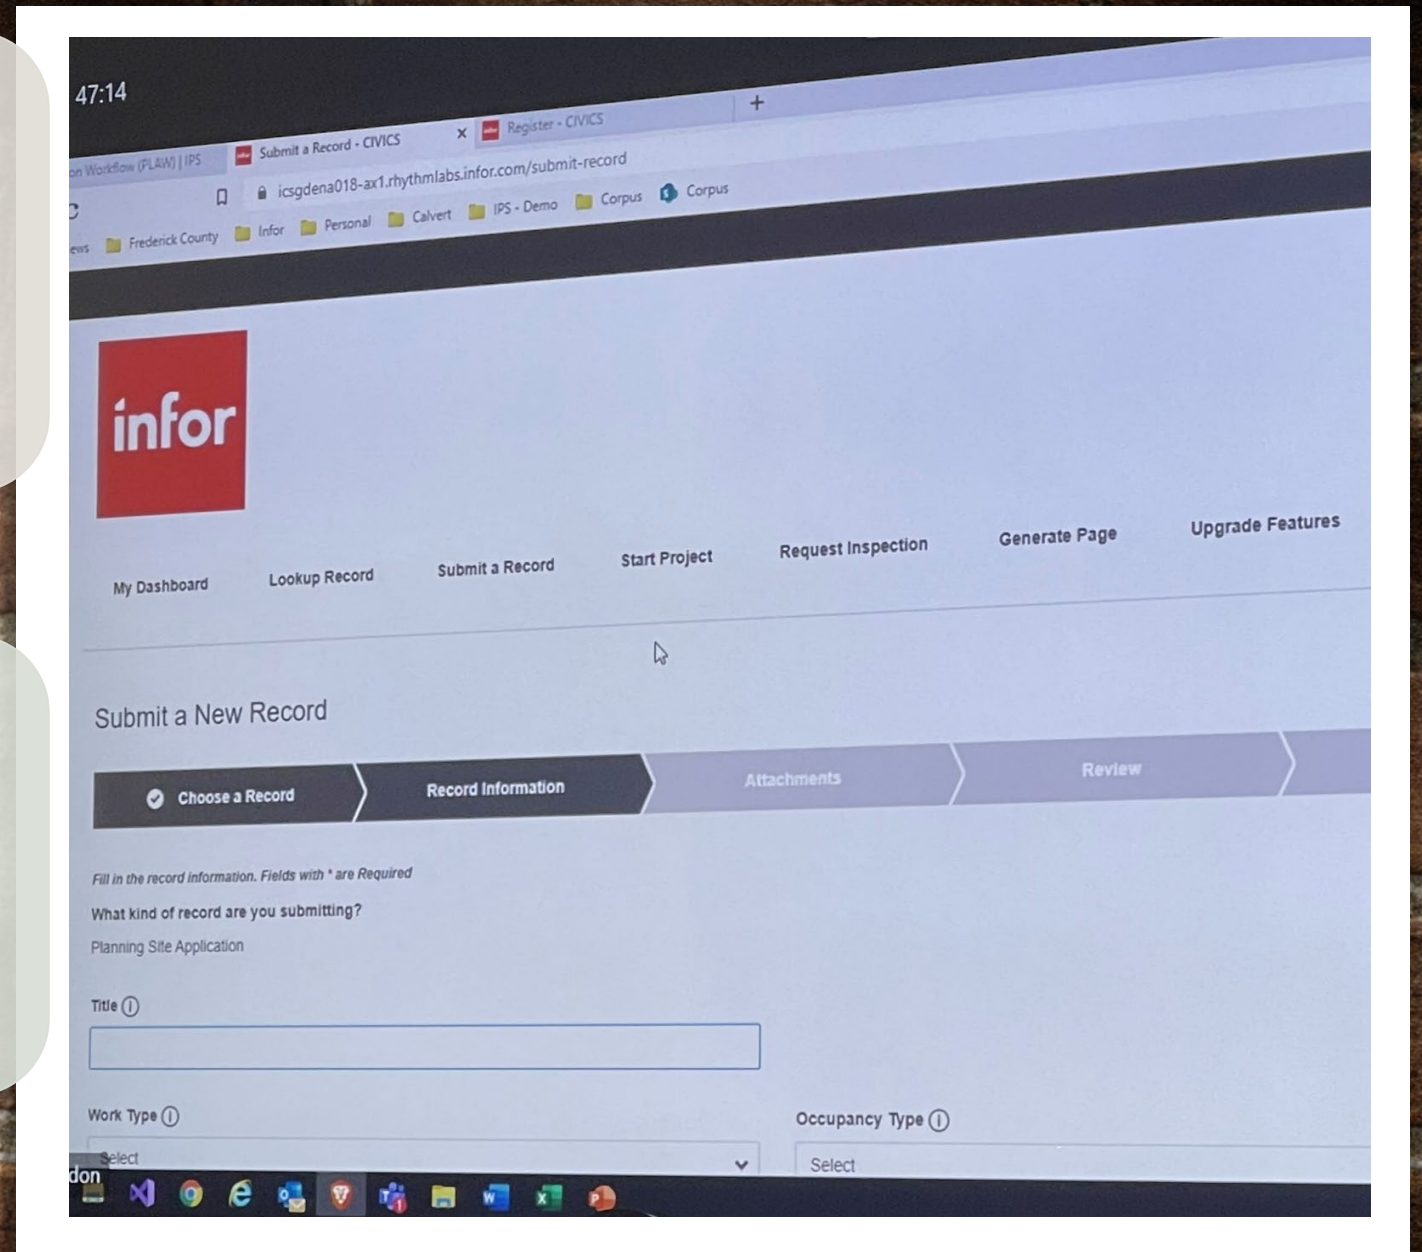 47:14
on Workflow (PLAW) | IPS
Submit a Record - CIVICS
Register - CIVICS
icsgdena018-ax1.rhythmlabs.infor.com/submit-record
ews
Frederick County
Infor
Personal
Calvert
IPS - Demo
Corpus
Corpus
infor
My Dashboard
Lookup Record
Submit a Record
Start Project
Request Inspection
Generate Page
Upgrade Features
Submit a New Record
Choose a Record
Record Information
Attachments
Review
Fill in the record information. Fields with * are Required
What kind of record are you submitting?
Planning Site Application
Title
Work Type
Occupancy Type
Select
Select
don